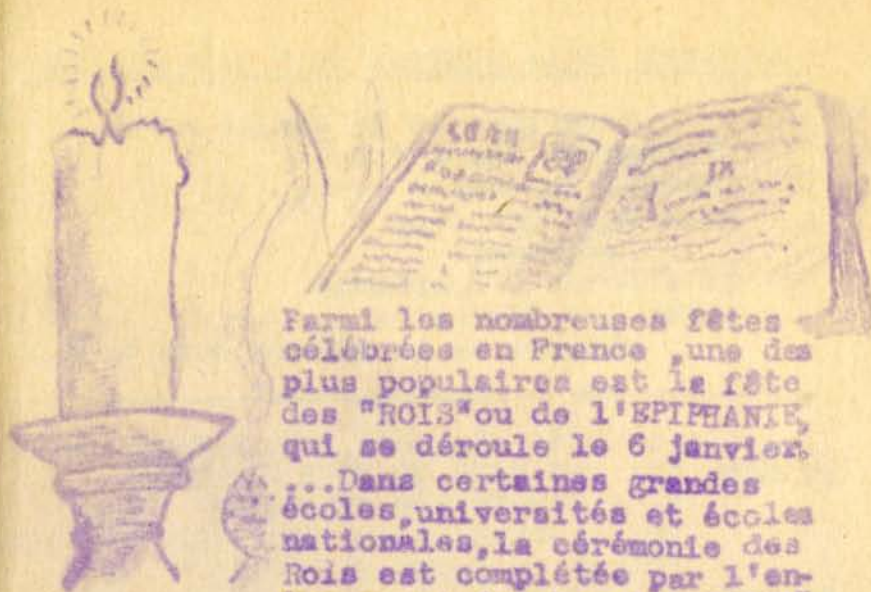 Parmi les nombreuses fêtes
célébrées en France ,une des
plus populaires est la fête
des "ROIS"ou de l'EPIPHANIE,
qui se déroule le 6 janvier.
...Dans certaines grandes
écoles,universités et écoles
nationales,la cérémonie des
Rois est complétée par l'en-